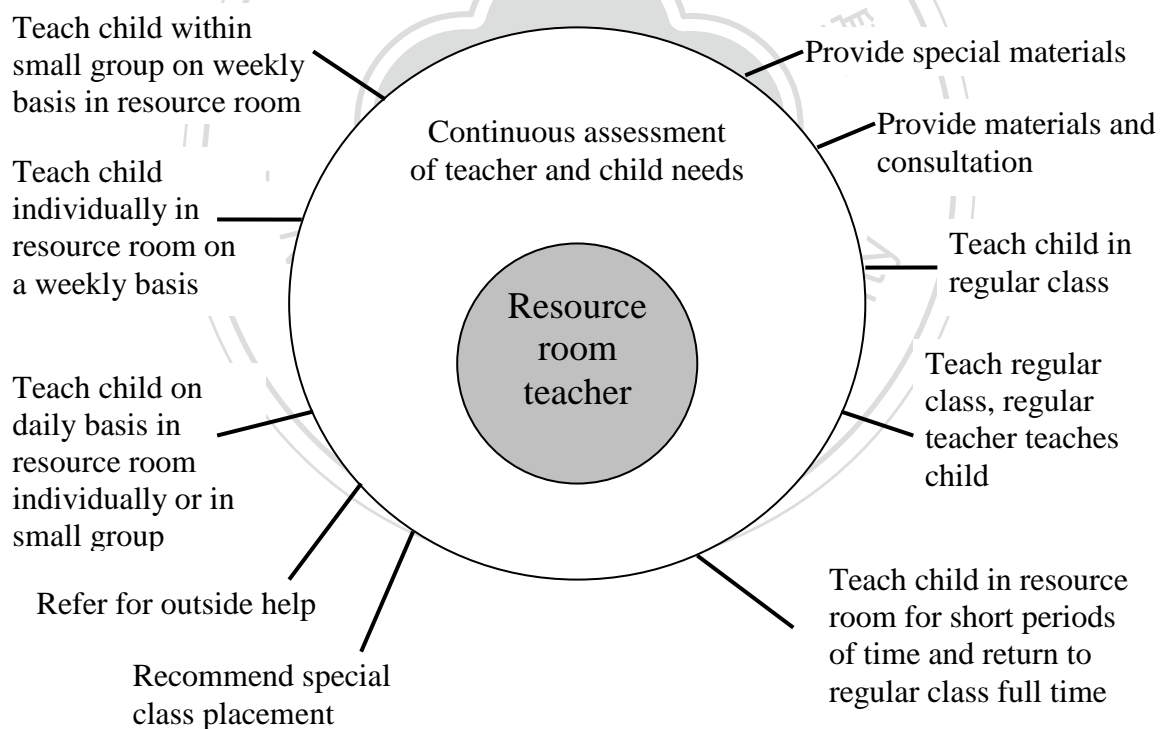 Teach child within
small group on weekly
basis in resource room
Teach child
individually in
resource room on
a weekly basis
Teach child on
daily basis in
resource room
individually or in
small group
Refer for outside help
Recommend special
class placement
Continuous assessment
of teacher and child needs
Resource
room
teacher
Provide special materials
Provide materials and
consultation
Teach child in
regular class
Teach regular
class, regular
teacher teaches
child
Teach child in resource
room for short periods
of time and return to
regular class full time